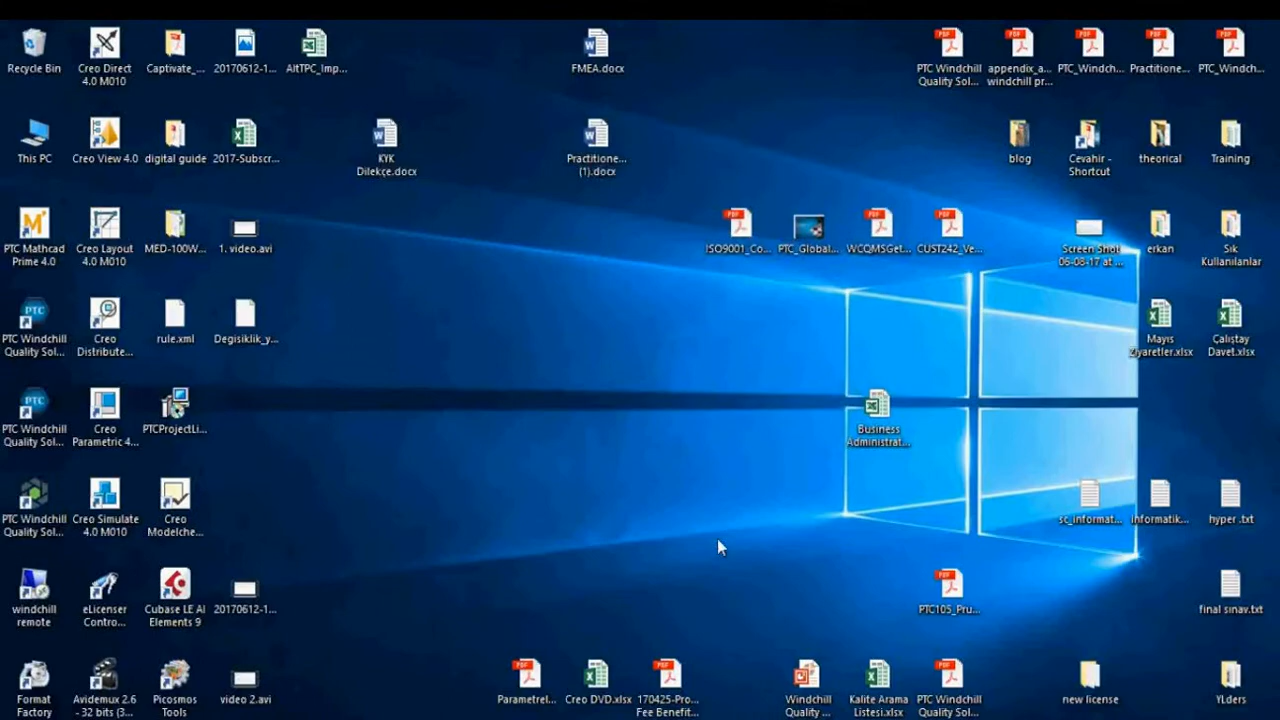 Recycle Bin
Creo Direct
4.0 M010
Captivate_...
20170612-1...
AltTPC_Imp...
FMEA.docx
PTC Windchill
Quality Sol...
appendix_a...
windchill pr...
PTC_Windch...
Practitione...
PTC_Windch...
This PC
Creo View 4.0
digital guide
2017-Subscr...
KYK
Dilekçe.docx
Practitione...
(1).docx
blog
Cevahir -
Shortcut
theorical
Training
PTC Mathcad
Prime 4.0
Creo Layout
4.0 M010
MED-100W...
1. video.avi
ISO9001_Co...
PTC_Global...
WCQMSGet...
CUST242_Ve...
Screen Shot
06-08-17 at ...
erkan
Sık
Kullanılanlar
PTC Windchill
Quality Sol...
Creo
Distribute...
rule.xml
Degisiklik_y...
Mayıs
Ziyaretler.xlsx
Çalıştay
Davet.xlsx
PTC Windchill
Quality Sol...
Creo
Parametric 4...
PTCProjectLi...
Business
Administrat...
PTC Windchill
Quality Sol...
Creo Simulate
4.0 M010
Creo
Modelche...
sc_informat...
informatik...
hyper .txt
windchill
remote
eLicenser
Contro...
Cubase LE AI
Elements 9
20170612-1...
PTC105_Pru...
final sınav.txt
Format
Factory
Avidemux 2.6
- 32 bits (3...
Picosmos
Tools
video 2.avi
Parametrel...
Creo DVD.xlsx
170425-Pro...
Fee Benefit...
Windchill
Quality ...
Kalite Arama
Listesi.xlsx
PTC Windchill
Quality Sol...
new license
YLders